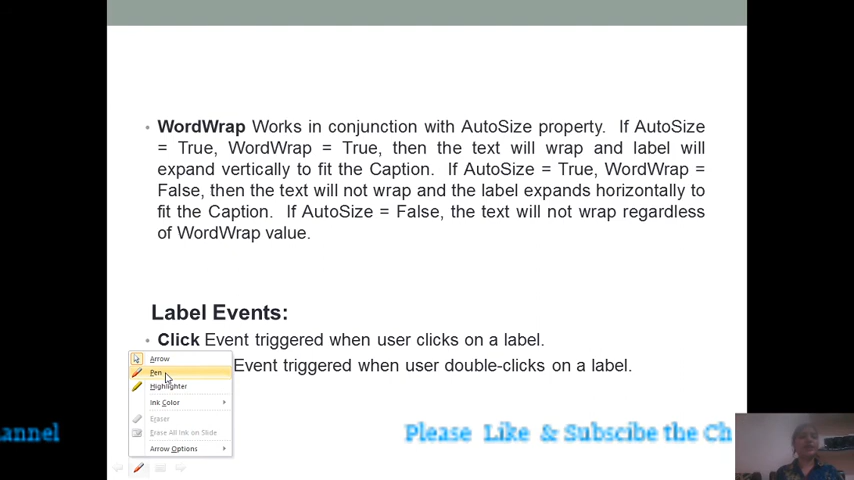 • WordWrap Works in conjunction with AutoSize property. If AutoSize
= True, WordWrap = True, then the text will wrap and label will
expand vertically to fit the Caption. If AutoSize = True, WordWrap =
False, then the text will not wrap and the label expands horizontally to
fit the Caption. If AutoSize = False, the text will not wrap regardless
of WordWrap value.
Label Events:
• Click Event triggered when user clicks on a label.
Event triggered when user double-clicks on a label.
Arrow
Pen
Highlighter
Ink Color
Eraser
Erase All Ink on Slide
Arrow Options
annel
Please Like & Subscibe the Ch